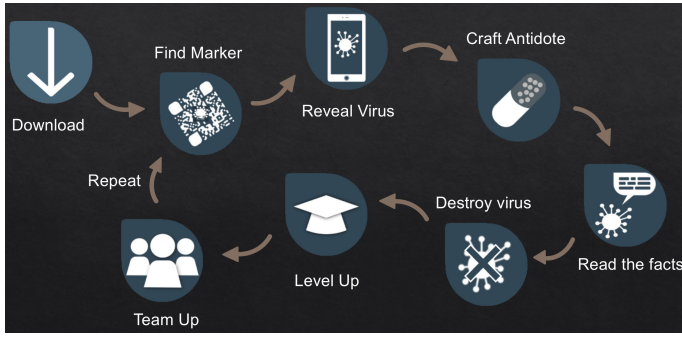 Download
Find Marker
Reveal Virus
Craft Antidote
Read the facts
Destroy virus
Level Up
Team Up
Repeat